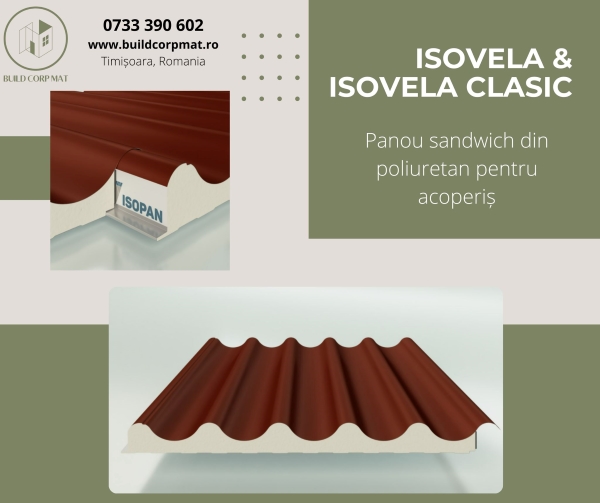 0733 390 602
www.buildcorpmat.ro
Timișoara, Romania
BUILD CORP MAT
ISOVELA &
ISOVELA CLASIC
Panou sandwich din
poliuretan pentru
acoperiș
ISOPAN